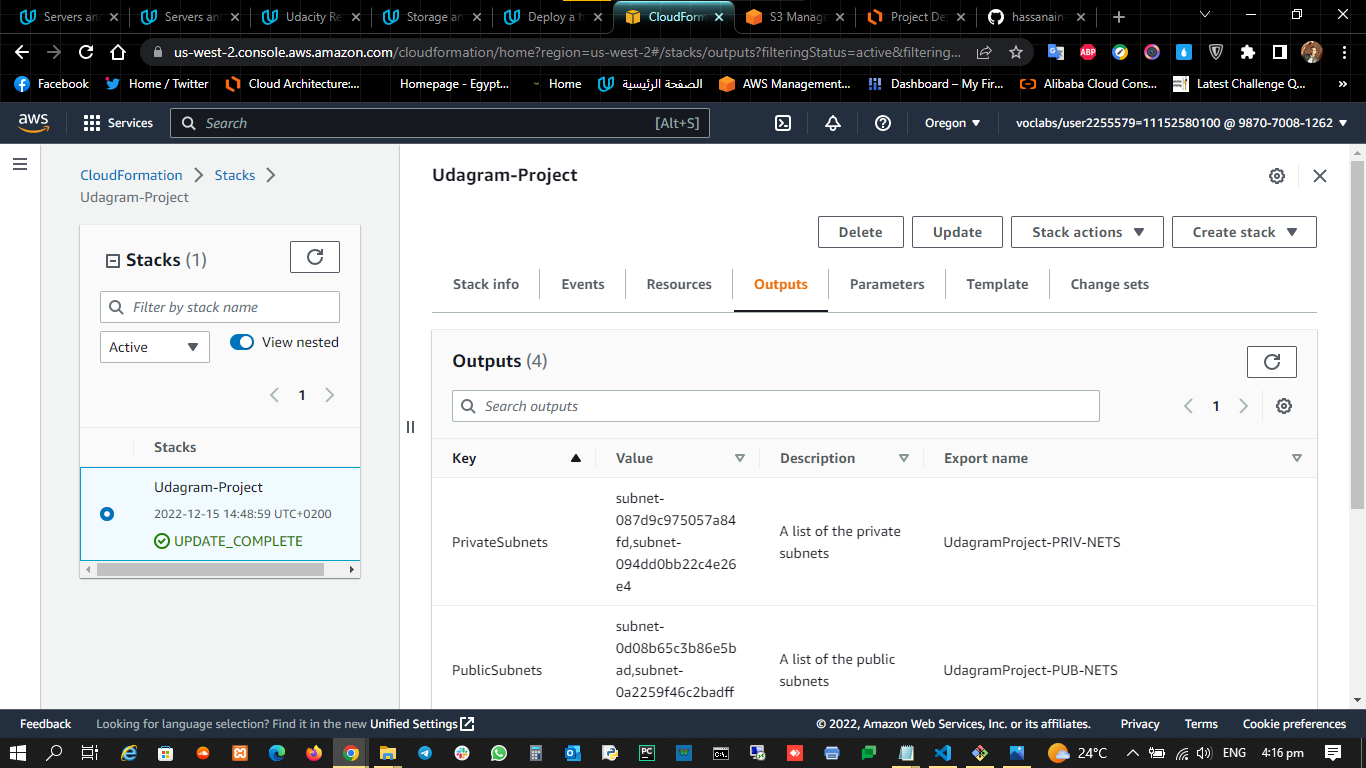 Servers an
Servers an
Udacity Re
Storage an
Deploy a h
CloudForm
S3 Manag
Project De
hassanain-
us-west-2.console.aws.amazon.com/cloudformation/home?region=us-west-2#/stacks/outputs?filteringStatus=active&filtering...
ABP
Facebook
Home / Twitter
Cloud Architecture:...
Homepage - Egypt...
Home
الصفحة الرئيسية
AWS Management...
Dashboard – My Fir...
Alibaba Cloud Cons...
Latest Challenge Q...
»
aws
Services
Search
[Alt+S]
Oregon
voclabs/user2255579=11152580100 @ 9870-7008-1262
CloudFormation
Stacks
Udagram-Project
Stacks (1)
Filter by stack name
Active
View nested
1
Stacks
Udagram-Project
2022-12-15 14:48:59 UTC+0200
UPDATE_COMPLETE
Udagram-Project
Delete
Update
Stack actions
Create stack
Stack info
Events
Resources
Outputs
Parameters
Template
Change sets
Outputs (4)
Search outputs
1
Key
Value
Description
Export name
PrivateSubnets
subnet-
087d9c975057a84
fd,subnet-
094dd0bb22c4e26
e4
A list of the private
subnets
UdagramProject-PRIV-NETS
PublicSubnets
subnet-
0d08b65c3b86e5b
ad,subnet-
0a2259f46c2badff
A list of the public
subnets
UdagramProject-PUB-NETS
Feedback
Looking for language selection? Find it in the new Unified Settings
© 2022, Amazon Web Services, Inc. or its affiliates.
Privacy
Terms
Cookie preferences
24°C
ENG
4:16 pm